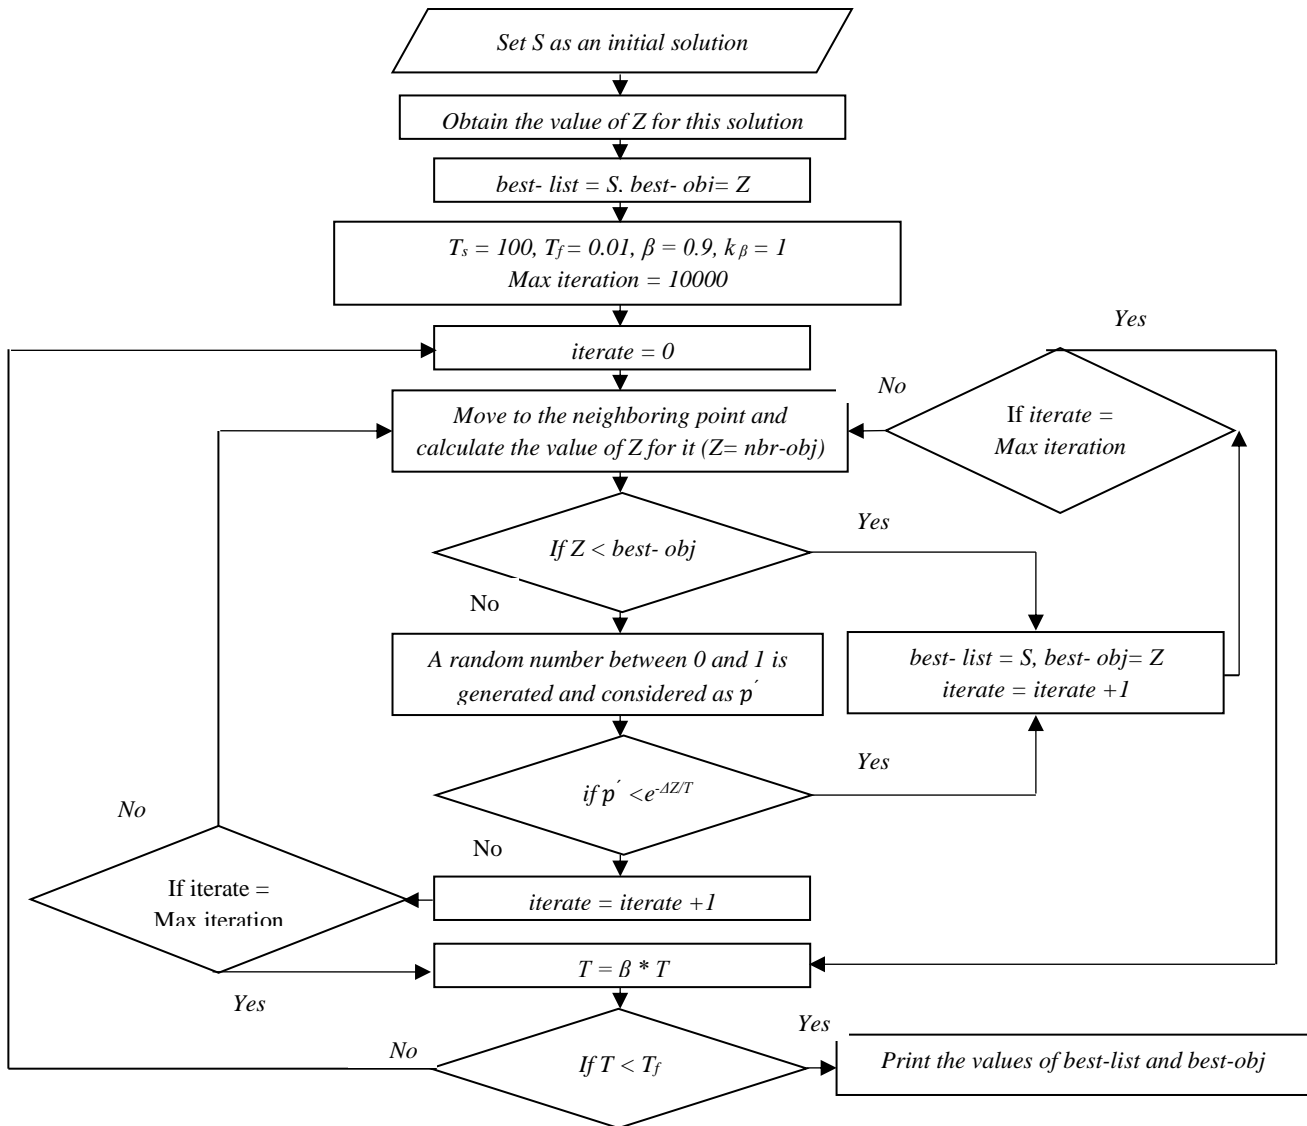 Set S as an initial solution
Obtain the value of Z for this solution
best- list = S. best- obi= Z
Tₛ = 100, T_f = 0.01, β = 0.9, k_β = 1
Max iteration = 10000
Yes
iterate = 0
No
Move to the neighboring point and
calculate the value of Z for it (Z= nbr-obj)
If iterate =
Max iteration
Yes
If Z < best- obj
No
A random number between 0 and 1 is
generated and considered as p′
best- list = S, best- obj= Z
iterate = iterate +1
Yes
if p′ <e^-ΔZ/T
No
No
If iterate =
Max iteration
iterate = iterate +1
T = β * T
Yes
Yes
No
If T < T_f
Print the values of best-list and best-obj